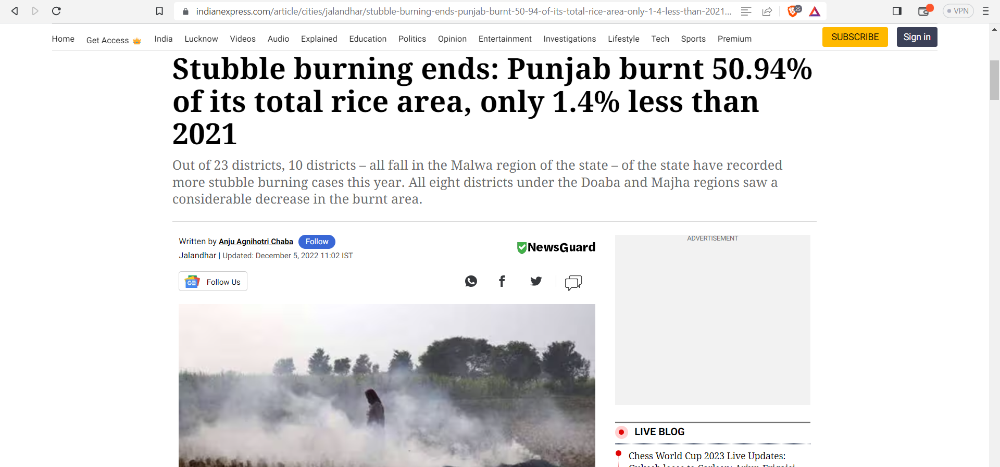 indianexpress.com/article/cities/jalandhar/stubble-burning-ends-punjab-burnt-50-94-of-its-total-rice-area-only-1-4-less-than-2021...
25
VPN
Home Get Access India Lucknow Videos Audio Explained Education Politics Opinion Entertainment Investigations Lifestyle Tech Sports Premium SUBSCRIBE Sign in
Stubble burning ends: Punjab burnt 50.94%
of its total rice area, only 1.4% less than
2021
Out of 23 districts, 10 districts – all fall in the Malwa region of the state – of the state have recorded
more stubble burning cases this year. All eight districts under the Doaba and Majha regions saw a
considerable decrease in the burnt area.
Written by Anju Agnihotri Chaba Follow
Jalandhar | Updated: December 5, 2022 11:02 IST
NewsGuard
GE Follow Us
ADVERTISEMENT
LIVE BLOG
Chess World Cup 2023 Live Updates: